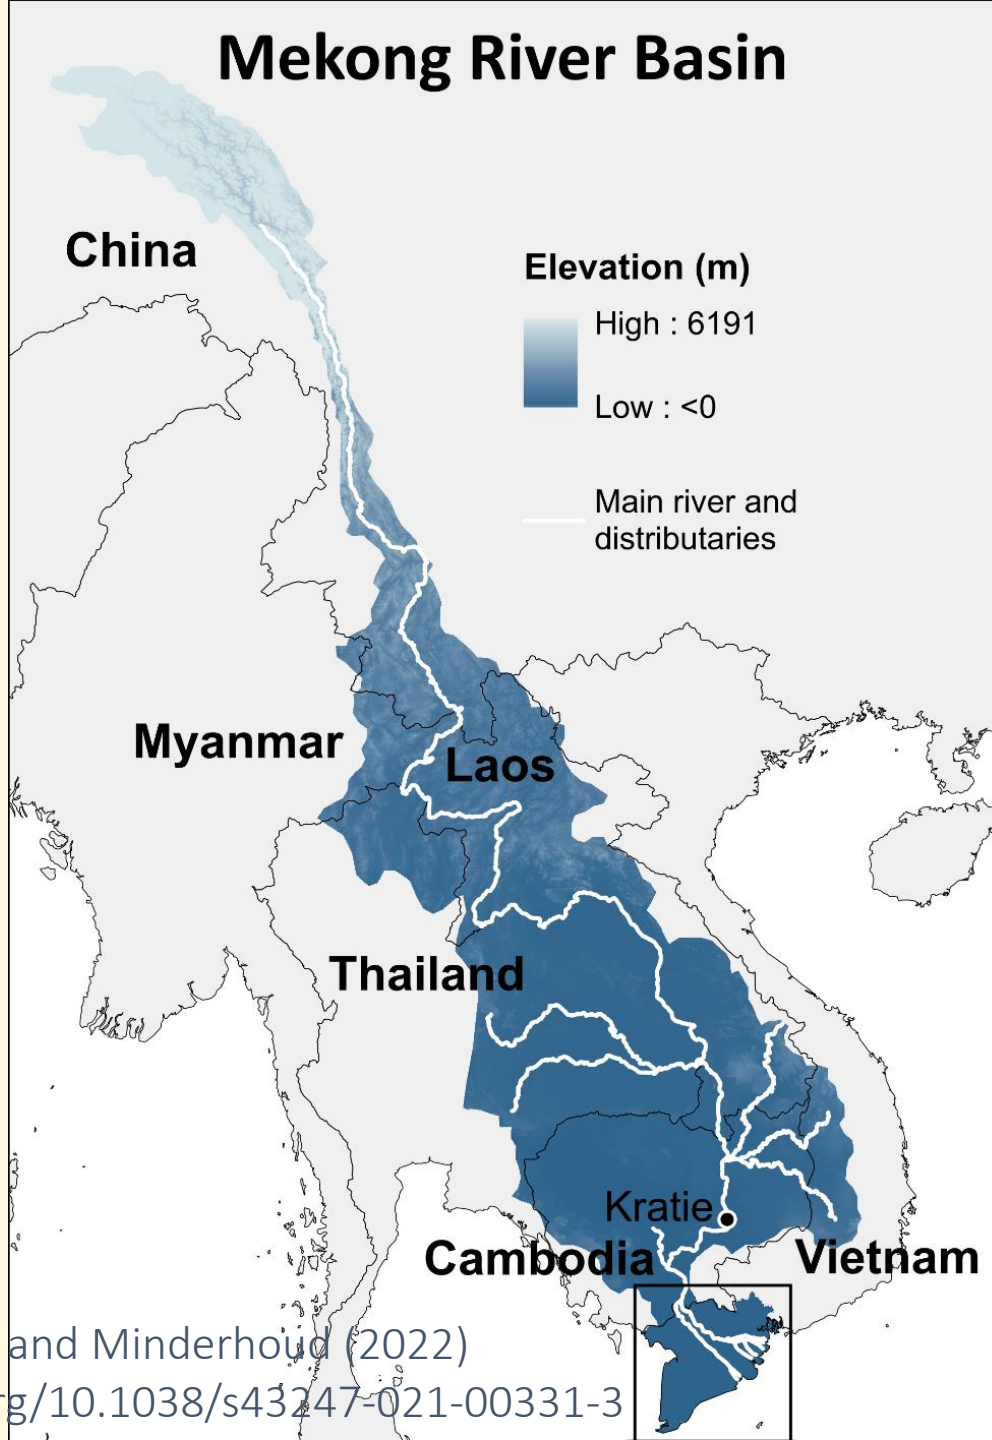 Mekong River Basin
China
Elevation (m)
High : 6191
Low : <0
Main river and
distributaries
Myanmar
Laos
Thailand
Kratie
Cambodia
Vietnam
and Minderhoud (2022)
g/10.1038/s43247-021-00331-3